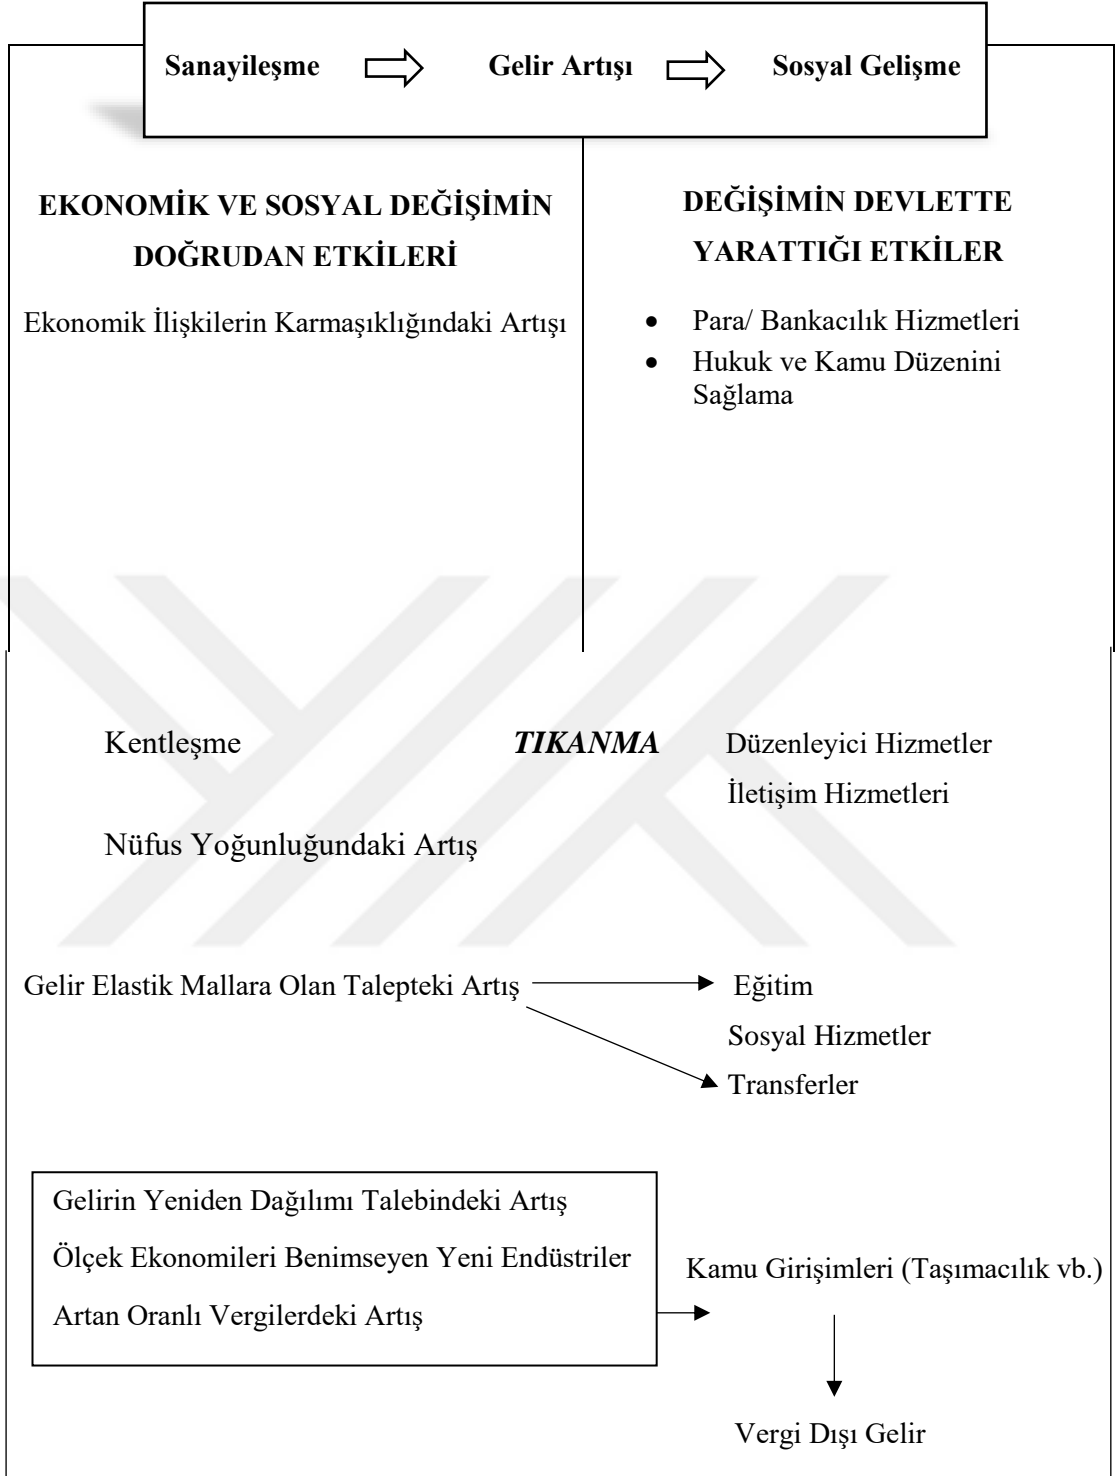 Sanayileşme Gelir Artışı Sosyal Gelişme
EKONOMİK VE SOSYAL DEĞİŞİMİN
DOĞRUDAN ETKİLERİ
Ekonomik İlişkilerin Karmaşıklığındaki Artışı
DEĞİŞİMİN DEVLETTE
YARATTIĞI ETKİLER
• Para/ Bankacılık Hizmetleri
• Hukuk ve Kamu Düzenini
Sağlama
Kentleşme TIKANMA Düzenleyici Hizmetler
İletişim Hizmetleri
Nüfus Yoğunluğundaki Artış
Gelir Elastik Mallara Olan Talepteki Artış Eğitim
Sosyal Hizmetler
Transferler
Gelirin Yeniden Dağılımı Talebindeki Artış
Ölçek Ekonomileri Benimseyen Yeni Endüstriler
Artan Oranlı Vergilerdeki Artış
Kamu Girişimleri (Taşımacılık vb.)
Vergi Dışı Gelir